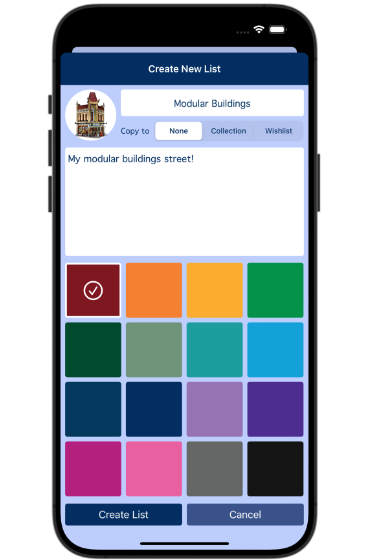 Create New List
Modular Buildings
Copy to None Collection Wishlist
My modular buildings street!
Create List Cancel